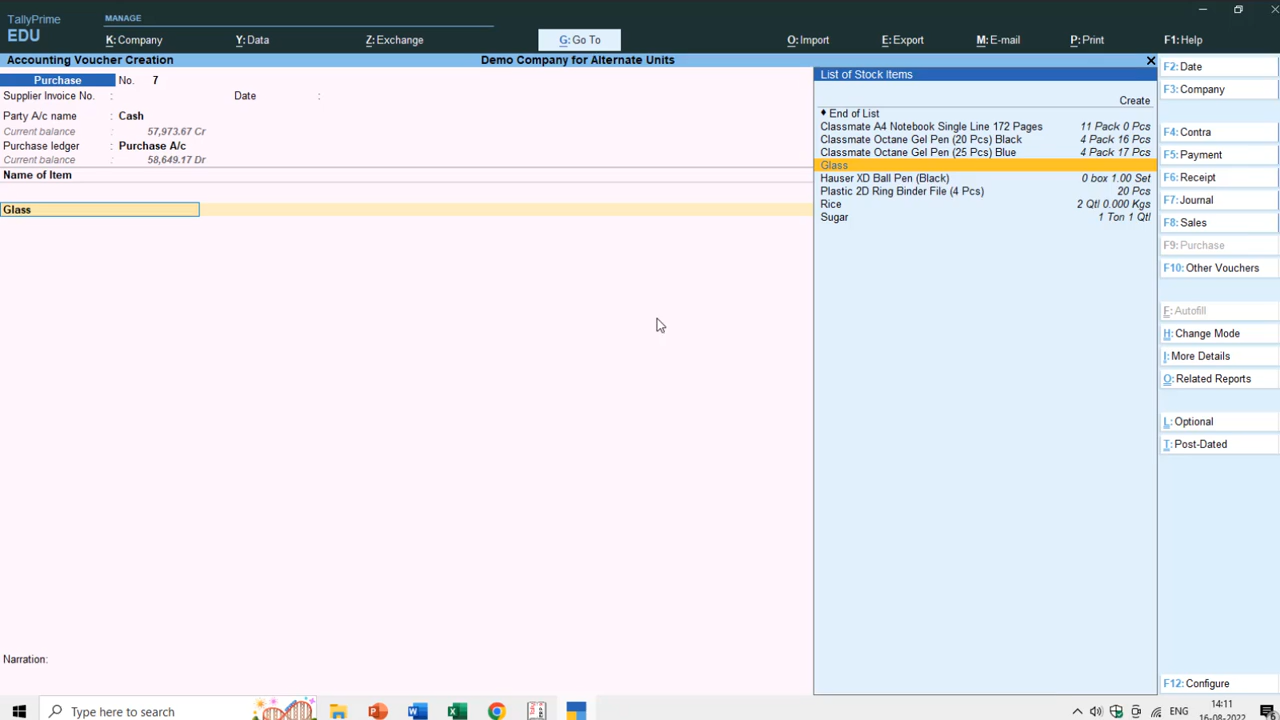 TallyPrime
EDU
MANAGE
K: Company
Y: Data
Z: Exchange
G: Go To
O: Import
E: Export
M: E-mail
P: Print
F1: Help
Accounting Voucher Creation
Demo Company for Alternate Units
Purchase No. 7
Supplier Invoice No. : Date :
Party A/c name : Cash
Current balance : 57,973.67 Cr
Purchase ledger : Purchase A/c
Current balance : 58,649.17 Dr
Name of Item
Glass
Narration:
List of Stock Items
Create
♦ End of List
Classmate A4 Notebook Single Line 172 Pages 11 Pack 0 Pcs
Classmate Octane Gel Pen (20 Pcs) Black 4 Pack 16 Pcs
Classmate Octane Gel Pen (25 Pcs) Blue 4 Pack 17 Pcs
Glass
Hauser XD Ball Pen (Black) 0 box 1.00 Set
Plastic 2D Ring Binder File (4 Pcs) 20 Pcs
Rice 2 Qtl 0.000 Kgs
Sugar 1 Ton 1 Qtl
F2: Date
F3: Company
F4: Contra
F5: Payment
F6: Receipt
F7: Journal
F8: Sales
F9: Purchase
F10: Other Vouchers
E: Autofill
H: Change Mode
I: More Details
O: Related Reports
L: Optional
T: Post-Dated
F12: Configure
Type here to search
ENG
14:11
16-08-2022